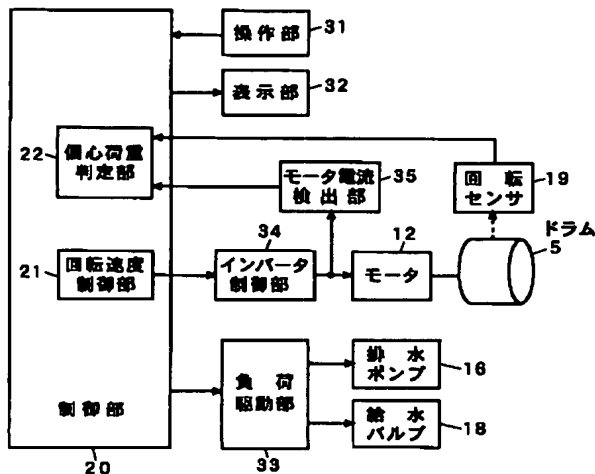 操作部
31
表示部
32
22
偏心荷重
判定部
モータ電流
検出部
35
回転
センサ
19
ドラム
5
34
12
21
回転速度
制御部
インバータ
制御部
モータ
制御部
20
負荷
駆動部
33
排水
ポンプ
16
給水
バルブ
18